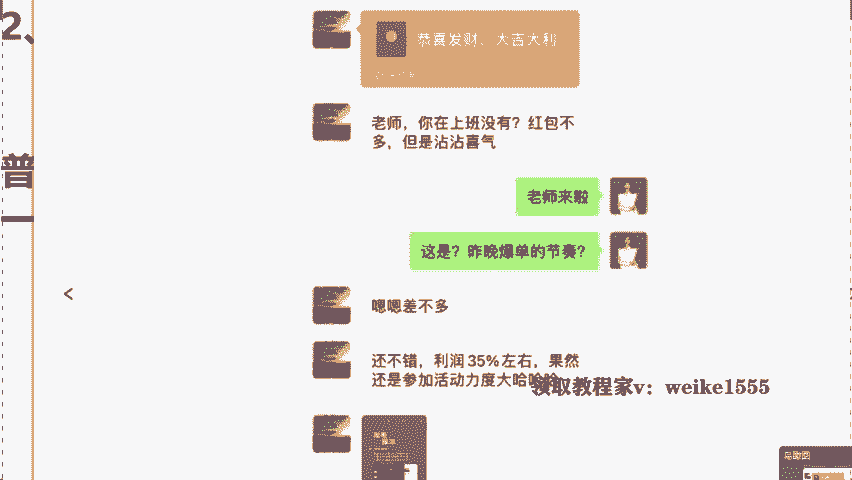 2、
恭喜发财，大吉大利
老师，你在上班没有？红包不
多，但是沾沾喜气
普
老师来啦
一
这是？昨晚爆单的节奏？
<
嗯嗯差不多
还不错，利润35%左右，果然
还是参加活动力度大哈哈哈
领取教程家v：weike1555
鸟瞰图